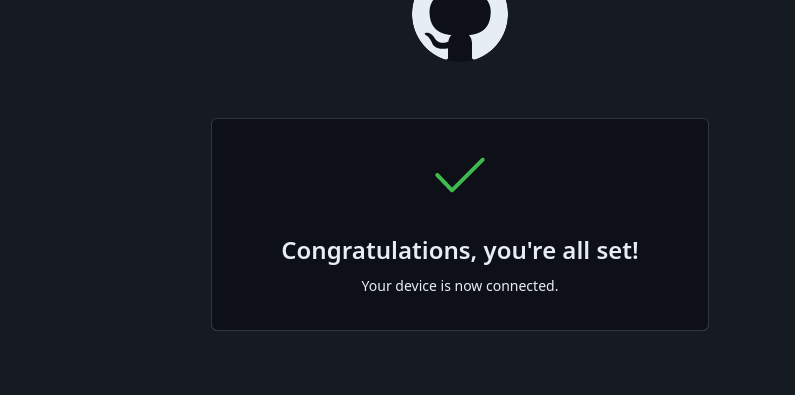 Congratulations, you're all set!
Your device is now connected.